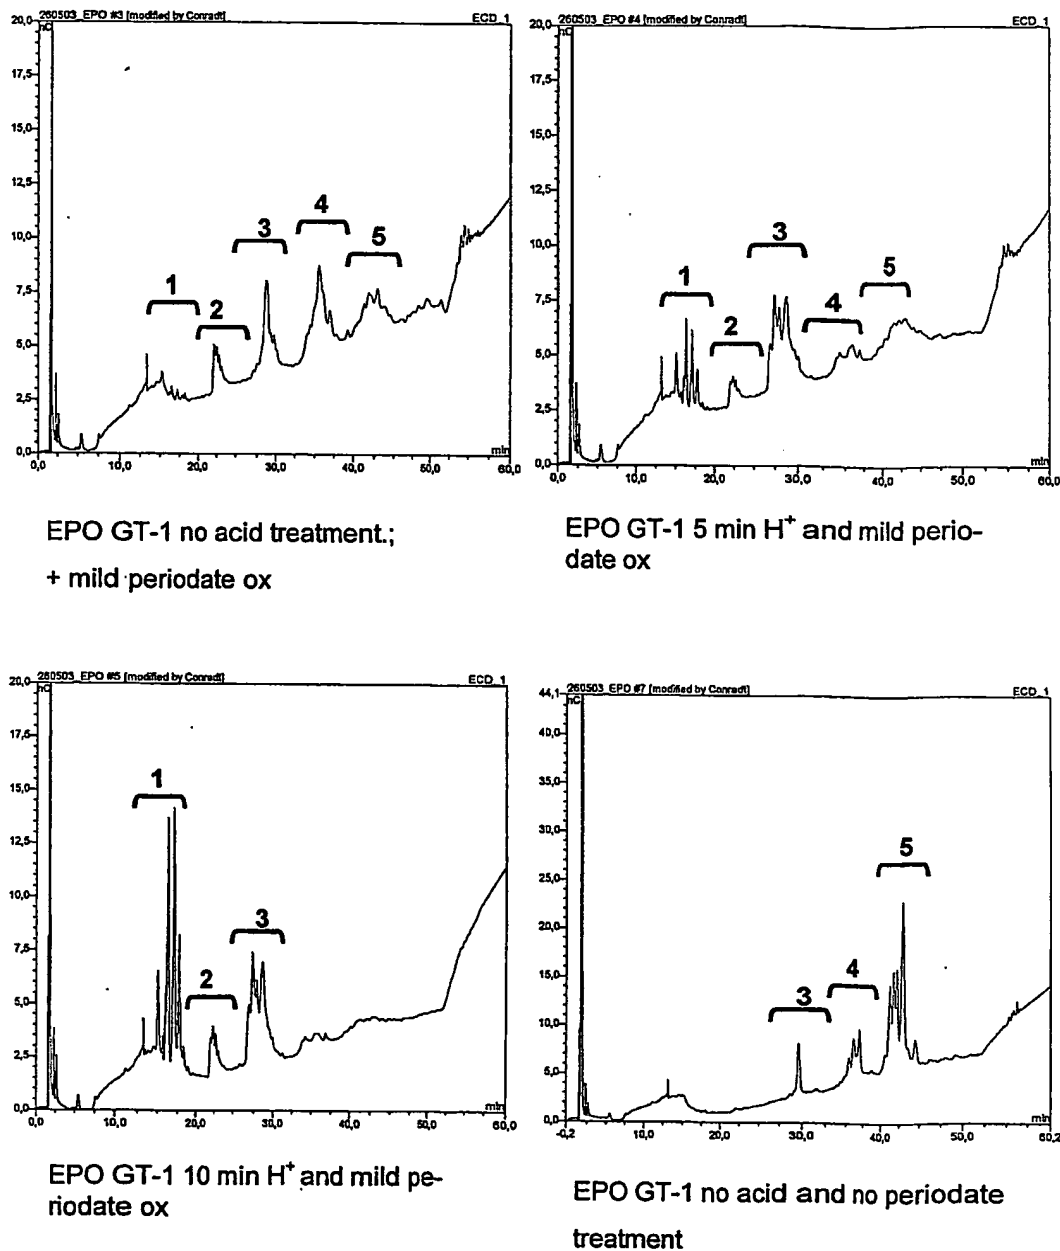 260503_EPO #3 [modified by Conradt] ECD_1
20,0
nC
17,5
15,0
12,5
10,0
7,5
5,0
2,5
0,0
1
2
3
4
5
min
0,0 10,0 20,0 30,0 40,0 50,0 60,0
EPO GT-1 no acid treatment.;
+ mild periodate ox
260503_EPO #4 [modified by Conradt] ECD_1
20,0
nC
17,5
15,0
12,5
10,0
7,5
5,0
2,5
0,0
1
2
3
4
5
min
0,0 10,0 20,0 30,0 40,0 50,0 60,0
EPO GT-1 5 min H⁺ and mild perio-
date ox
260503_EPO #5 [modified by Conradt] ECD_1
20,0
nC
17,5
15,0
12,5
10,0
7,5
5,0
2,5
0,0
1
2
3
min
0,0 10,0 20,0 30,0 40,0 50,0 60,0
EPO GT-1 10 min H⁺ and mild pe-
riodate ox
260503_EPO #7 [modified by Conradt] ECD_1
44,1
nC
40,0
35,0
30,0
25,0
20,0
15,0
10,0
5,0
0,0
3
4
5
min
-0,2 10,0 20,0 30,0 40,0 50,0 60,2
EPO GT-1 no acid and no periodate
treatment